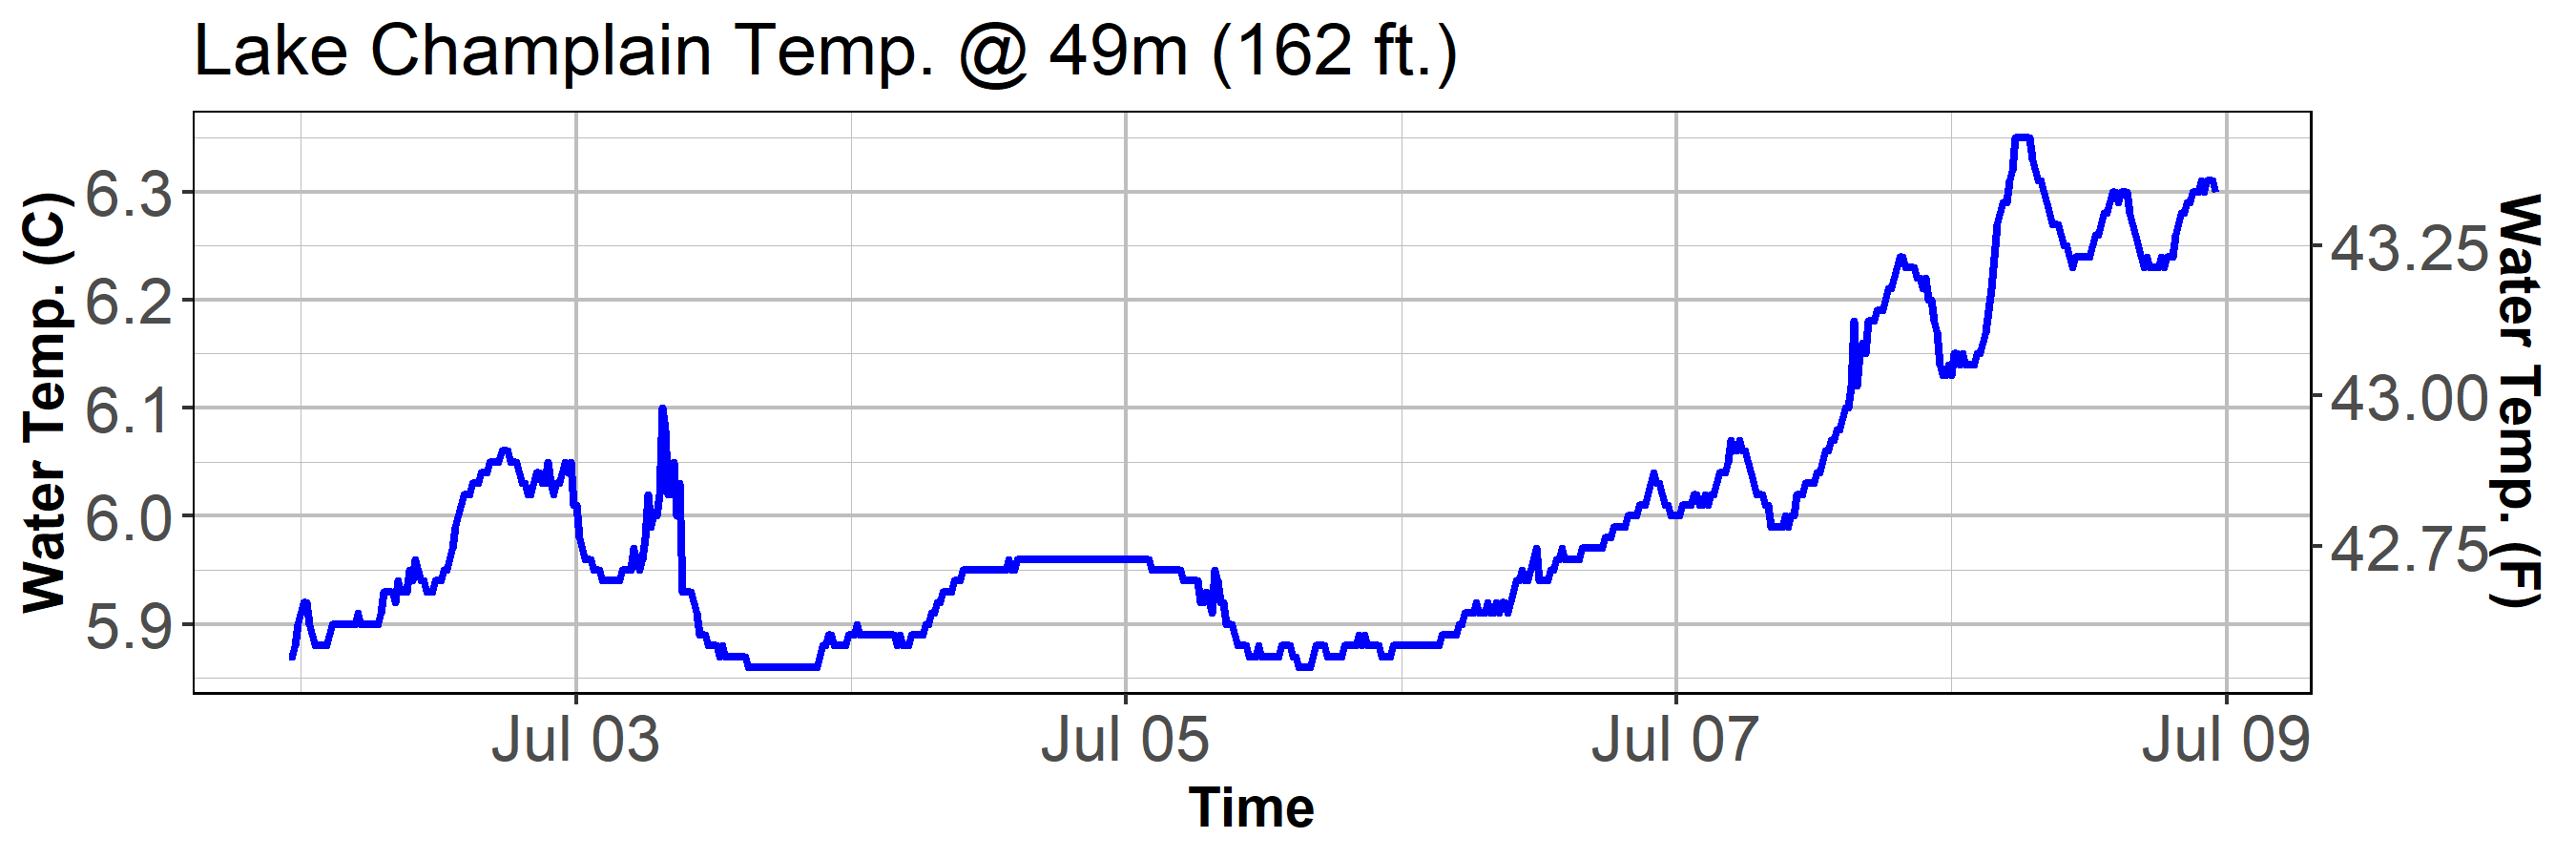 Lake Champlain Temp. @ 49m (162 ft.)
Water Temp. (C)
6.3
6.2
6.1
6.0
5.9
43.25
43.00
42.75
Water Temp. (F)
Jul 03
Jul 05
Jul 07
Jul 09
Time